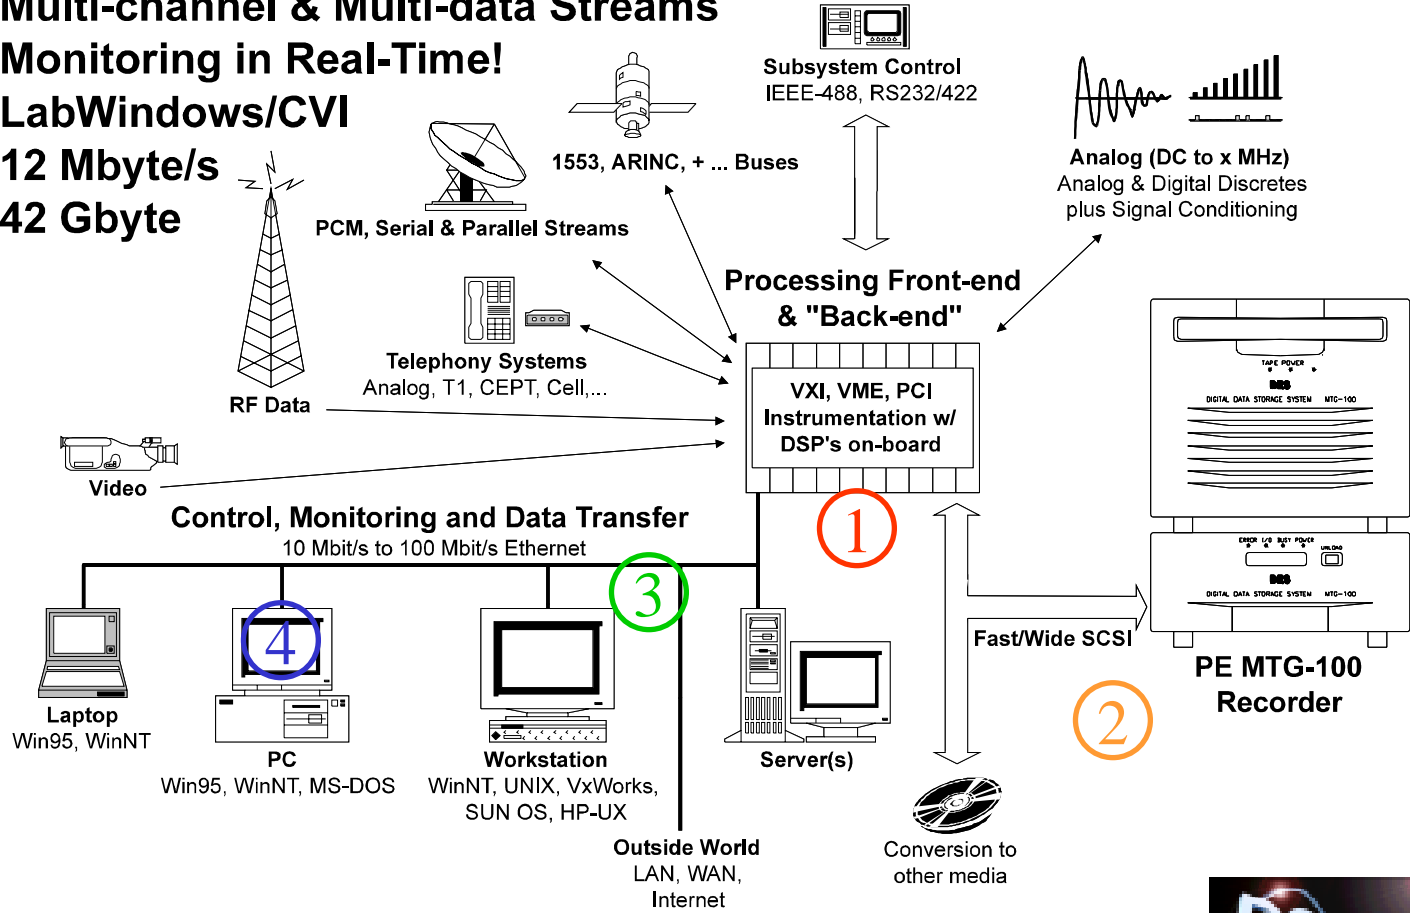 Multi-channel & Multi-data Streams
Monitoring in Real-Time!
LabWindows/CVI
12 Mbyte/s
42 Gbyte
Subsystem Control
IEEE-488, RS232/422
1553, ARINC, + ... Buses
Analog (DC to x MHz)
Analog & Digital Discretes
plus Signal Conditioning
PCM, Serial & Parallel Streams
Processing Front-end
& "Back-end"
Telephony Systems
Analog, T1, CEPT, Cell,...
RF Data
VXI, VME, PCI
Instrumentation w/
DSP's on-board
TAPE POWER
DRS
DIGITAL DATA STORAGE SYSTEM MTG-100
Video
1
Control, Monitoring and Data Transfer
10 Mbit/s to 100 Mbit/s Ethernet
3
4
ERROR I/O BUSY POWER
UNLOAD
DRS
DIGITAL DATA STORAGE SYSTEM MTG-100
Fast/Wide SCSI
PE MTG-100
Recorder
2
Laptop
Win95, WinNT
PC
Win95, WinNT, MS-DOS
Workstation
WinNT, UNIX, VxWorks,
SUN OS, HP-UX
Server(s)
Outside World
LAN, WAN,
Internet
Conversion to
other media